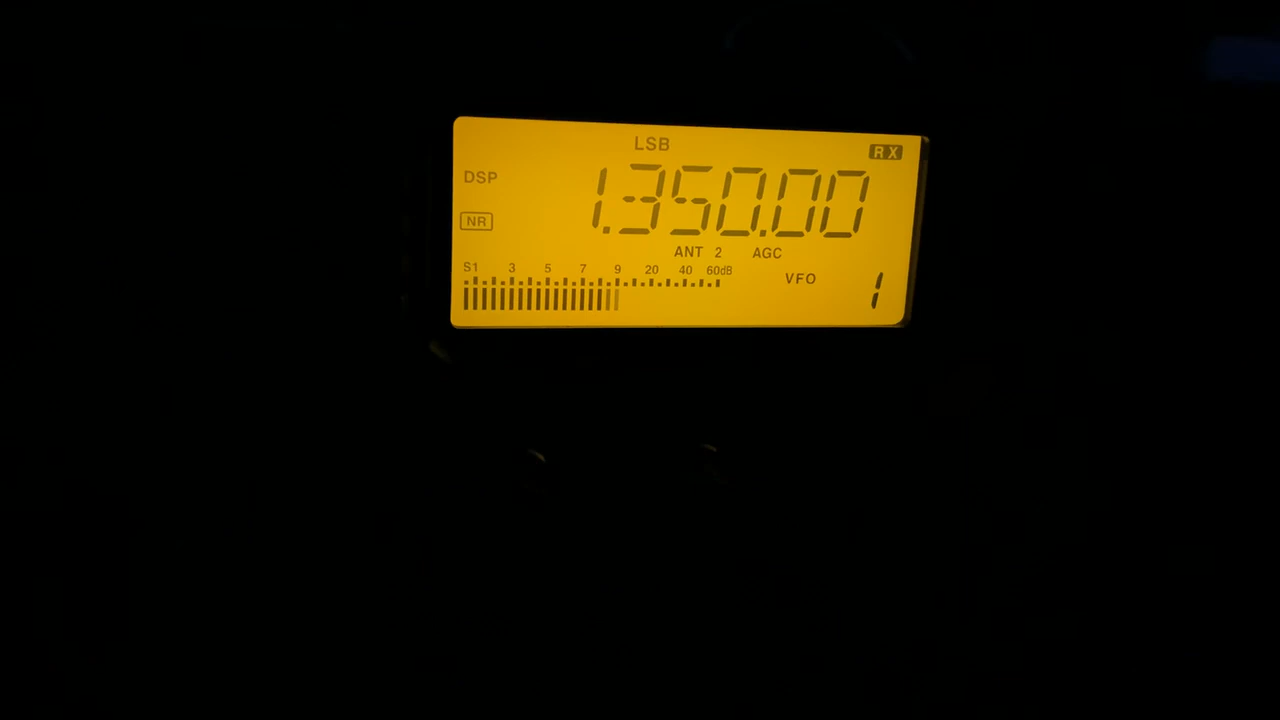 LSB RX
DSP 1.350.00
NR
ANT 2 AGC
S1 3 5 7 9 20 40 60dB
VFO 1